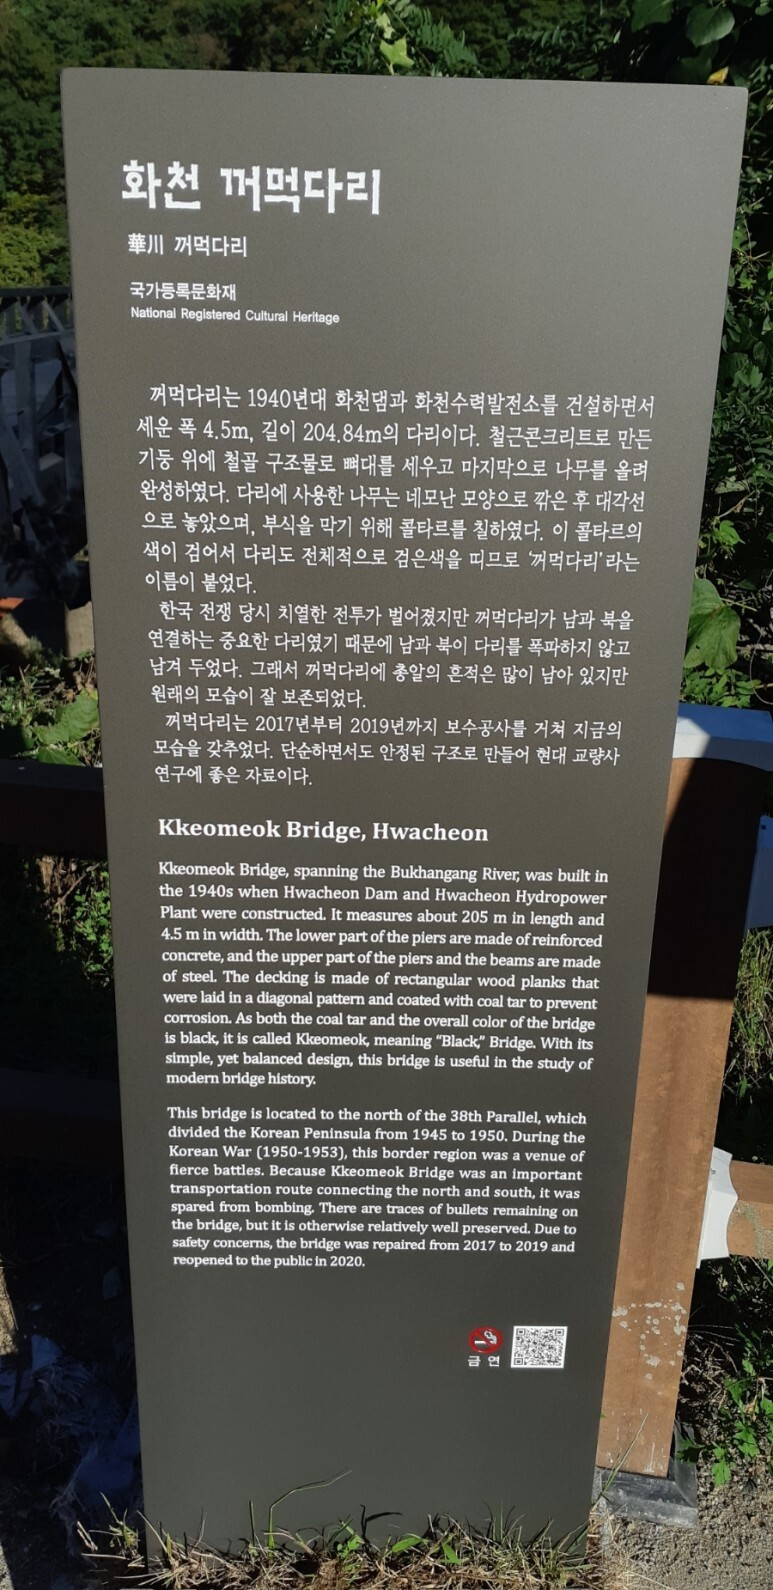 화천 꺼먹다리
華川 꺼먹다리
국가등록문화재
National Registered Cultural Heritage
꺼먹다리는 1940년대 화천댐과 화천수력발전소를 건설하면서
세운 폭 4.5m, 길이 204.84m의 다리이다. 철근콘크리트로 만든
기둥 위에 철골 구조물로 뼈대를 세우고 마지막으로 나무를 올려
완성하였다. 다리에 사용한 나무는 네모난 모양으로 깎은 후 대각선
으로 놓았으며, 부식을 막기 위해 콜타르를 칠하였다. 이 콜타르의
색이 검어서 다리도 전체적으로 검은색을 띠므로 ‘꺼먹다리’라는
이름이 붙었다.
한국 전쟁 당시 치열한 전투가 벌어졌지만 꺼먹다리가 남과 북을
연결하는 중요한 다리였기 때문에 남과 북이 다리를 폭파하지 않고
남겨 두었다. 그래서 꺼먹다리에 총알의 흔적은 많이 남아 있지만
원래의 모습이 잘 보존되었다.
꺼먹다리는 2017년부터 2019년까지 보수공사를 거쳐 지금의
모습을 갖추었다. 단순하면서도 안정된 구조로 만들어 현대 교량사
연구에 좋은 자료이다.
Kkeomeok Bridge, Hwacheon
Kkeomeok Bridge, spanning the Bukhangang River, was built in
the 1940s when Hwacheon Dam and Hwacheon Hydropower
Plant were constructed. It measures about 205 m in length and
4.5 m in width. The lower part of the piers are made of reinforced
concrete, and the upper part of the piers and the beams are made
of steel. The decking is made of rectangular wood planks that
were laid in a diagonal pattern and coated with coal tar to prevent
corrosion. As both the coal tar and the overall color of the bridge
is black, it is called Kkeomeok, meaning “Black,” Bridge. With its
simple, yet balanced design, this bridge is useful in the study of
modern bridge history.
This bridge is located to the north of the 38th Parallel, which
divided the Korean Peninsula from 1945 to 1950. During the
Korean War (1950-1953), this border region was a venue of
fierce battles. Because Kkeomeok Bridge was an important
transportation route connecting the north and south, it was
spared from bombing. There are traces of bullets remaining on
the bridge, but it is otherwise relatively well preserved. Due to
safety concerns, the bridge was repaired from 2017 to 2019 and
reopened to the public in 2020.
금 연